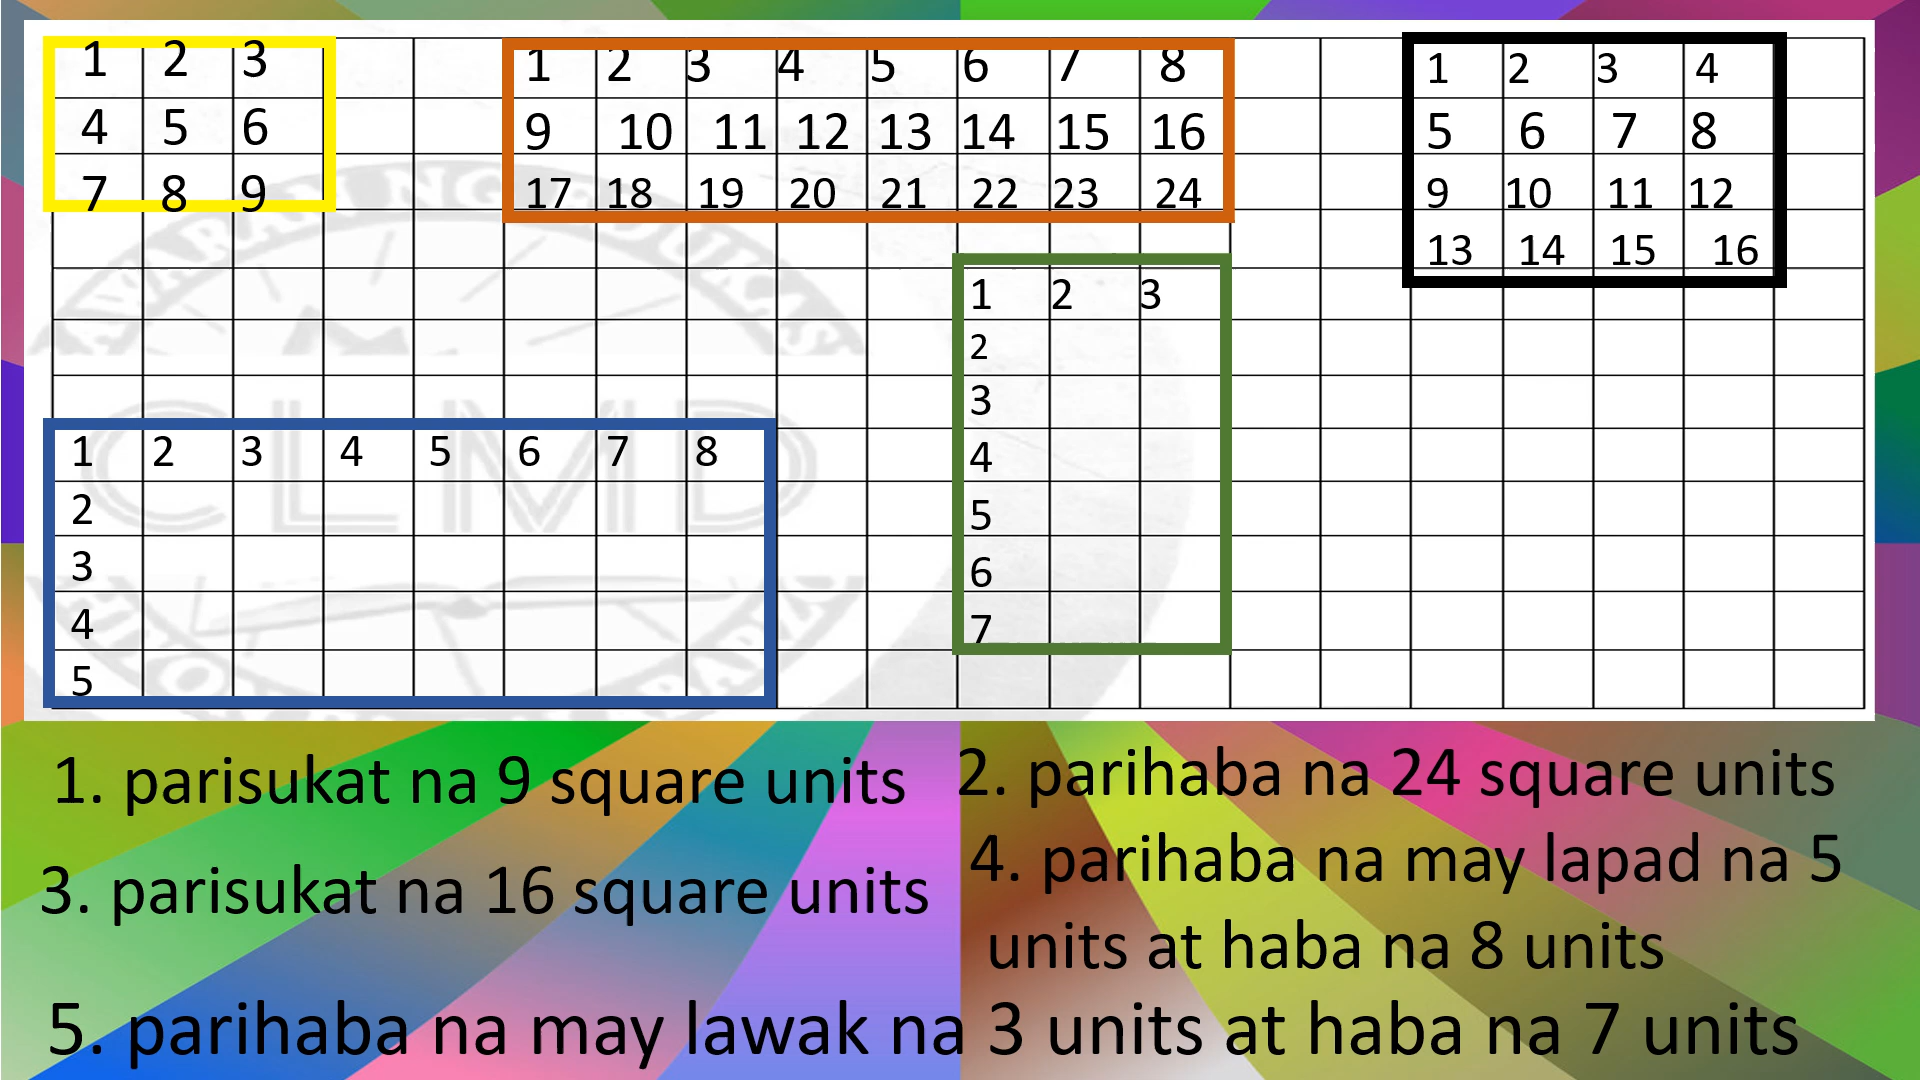 1 2 3
4 5 6
7 8 9
1 2 3 4 5 6 7 8
9 10 11 12 13 14 15 16
17 18 19 20 21 22 23 24
1 2 3 4
5 6 7 8
9 10 11 12
13 14 15 16
1 2 3
2
3
4
5
6
7
1 2 3 4 5 6 7 8
2
3
4
5
CLMD
1. parisukat na 9 square units
2. parihaba na 24 square units
3. parisukat na 16 square units
4. parihaba na may lapad na 5
units at haba na 8 units
5. parihaba na may lawak na 3 units at haba na 7 units